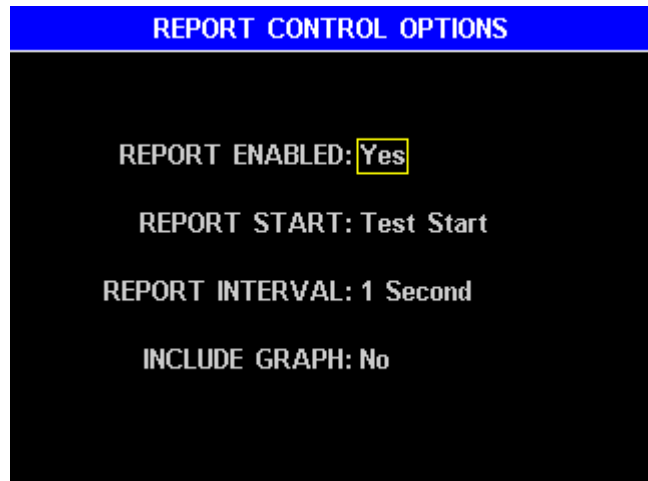 REPORT CONTROL OPTIONS
REPORT ENABLED: Yes
REPORT START: Test Start
REPORT INTERVAL: 1 Second
INCLUDE GRAPH: No